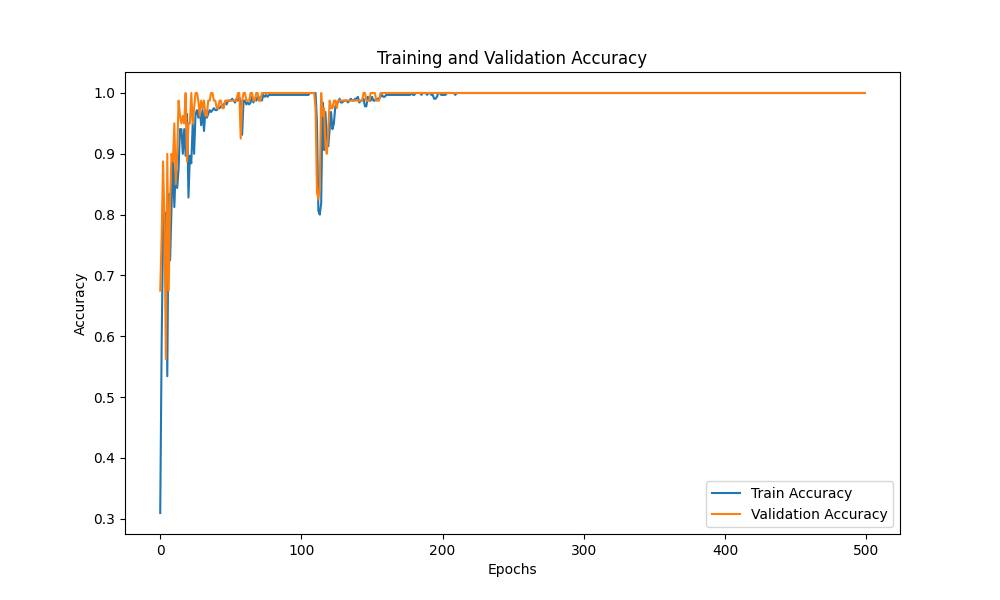 Training and Validation Accuracy
1.0
0.9
0.8
0.7
0.6
0.5
0.4
0.3
Accuracy
Train Accuracy
Validation Accuracy
0 100 200 300 400 500
Epochs